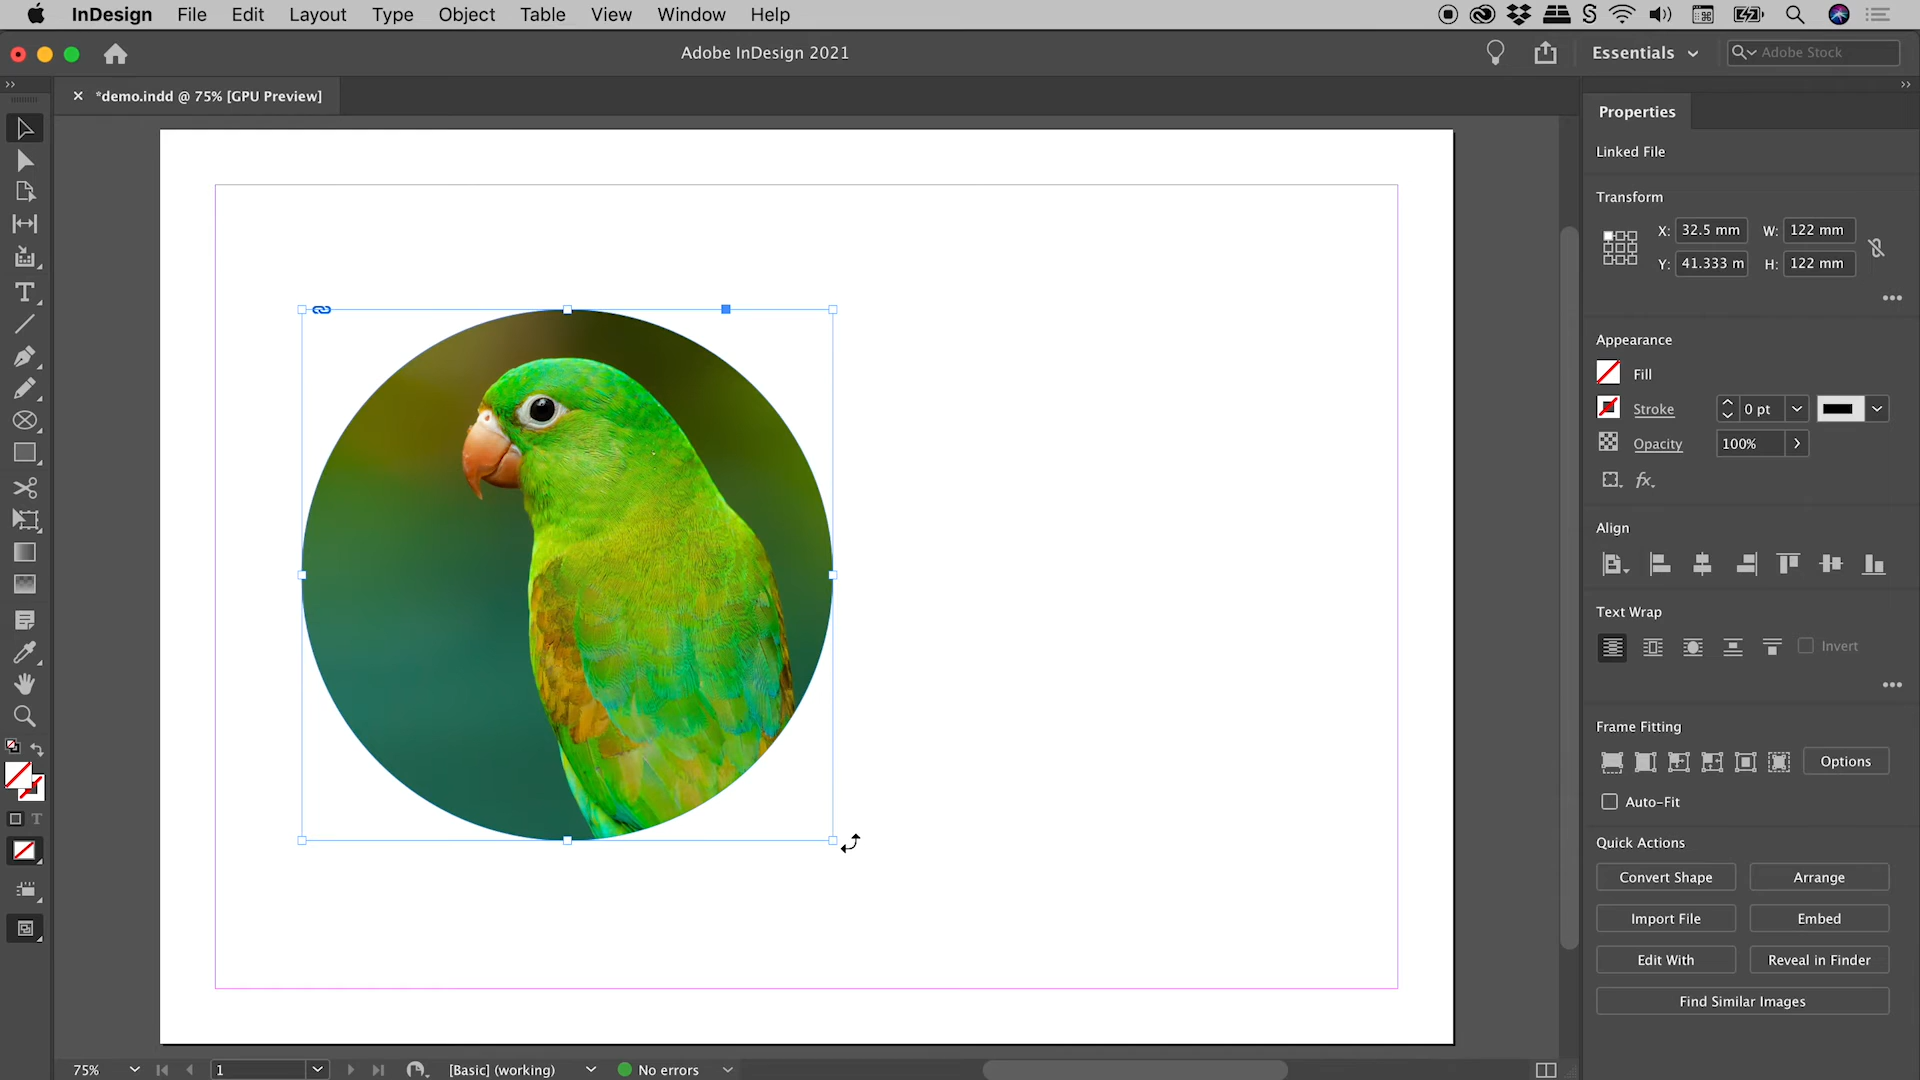 InDesign File Edit Layout Type Object Table View Window Help
Adobe InDesign 2021
Essentials
Adobe Stock
*demo.indd @ 75% [GPU Preview]
Properties
Linked File
Transform
X: 32.5 mm W: 122 mm
Y: 41.333 m H: 122 mm
Appearance
Fill
Stroke 0 pt
Opacity 100%
fx.
Align
Text Wrap
Invert
Frame Fitting
Options
Auto-Fit
Quick Actions
Convert Shape Arrange
Import File Embed
Edit With Reveal in Finder
Find Similar Images
75% 1 [Basic] (working) No errors